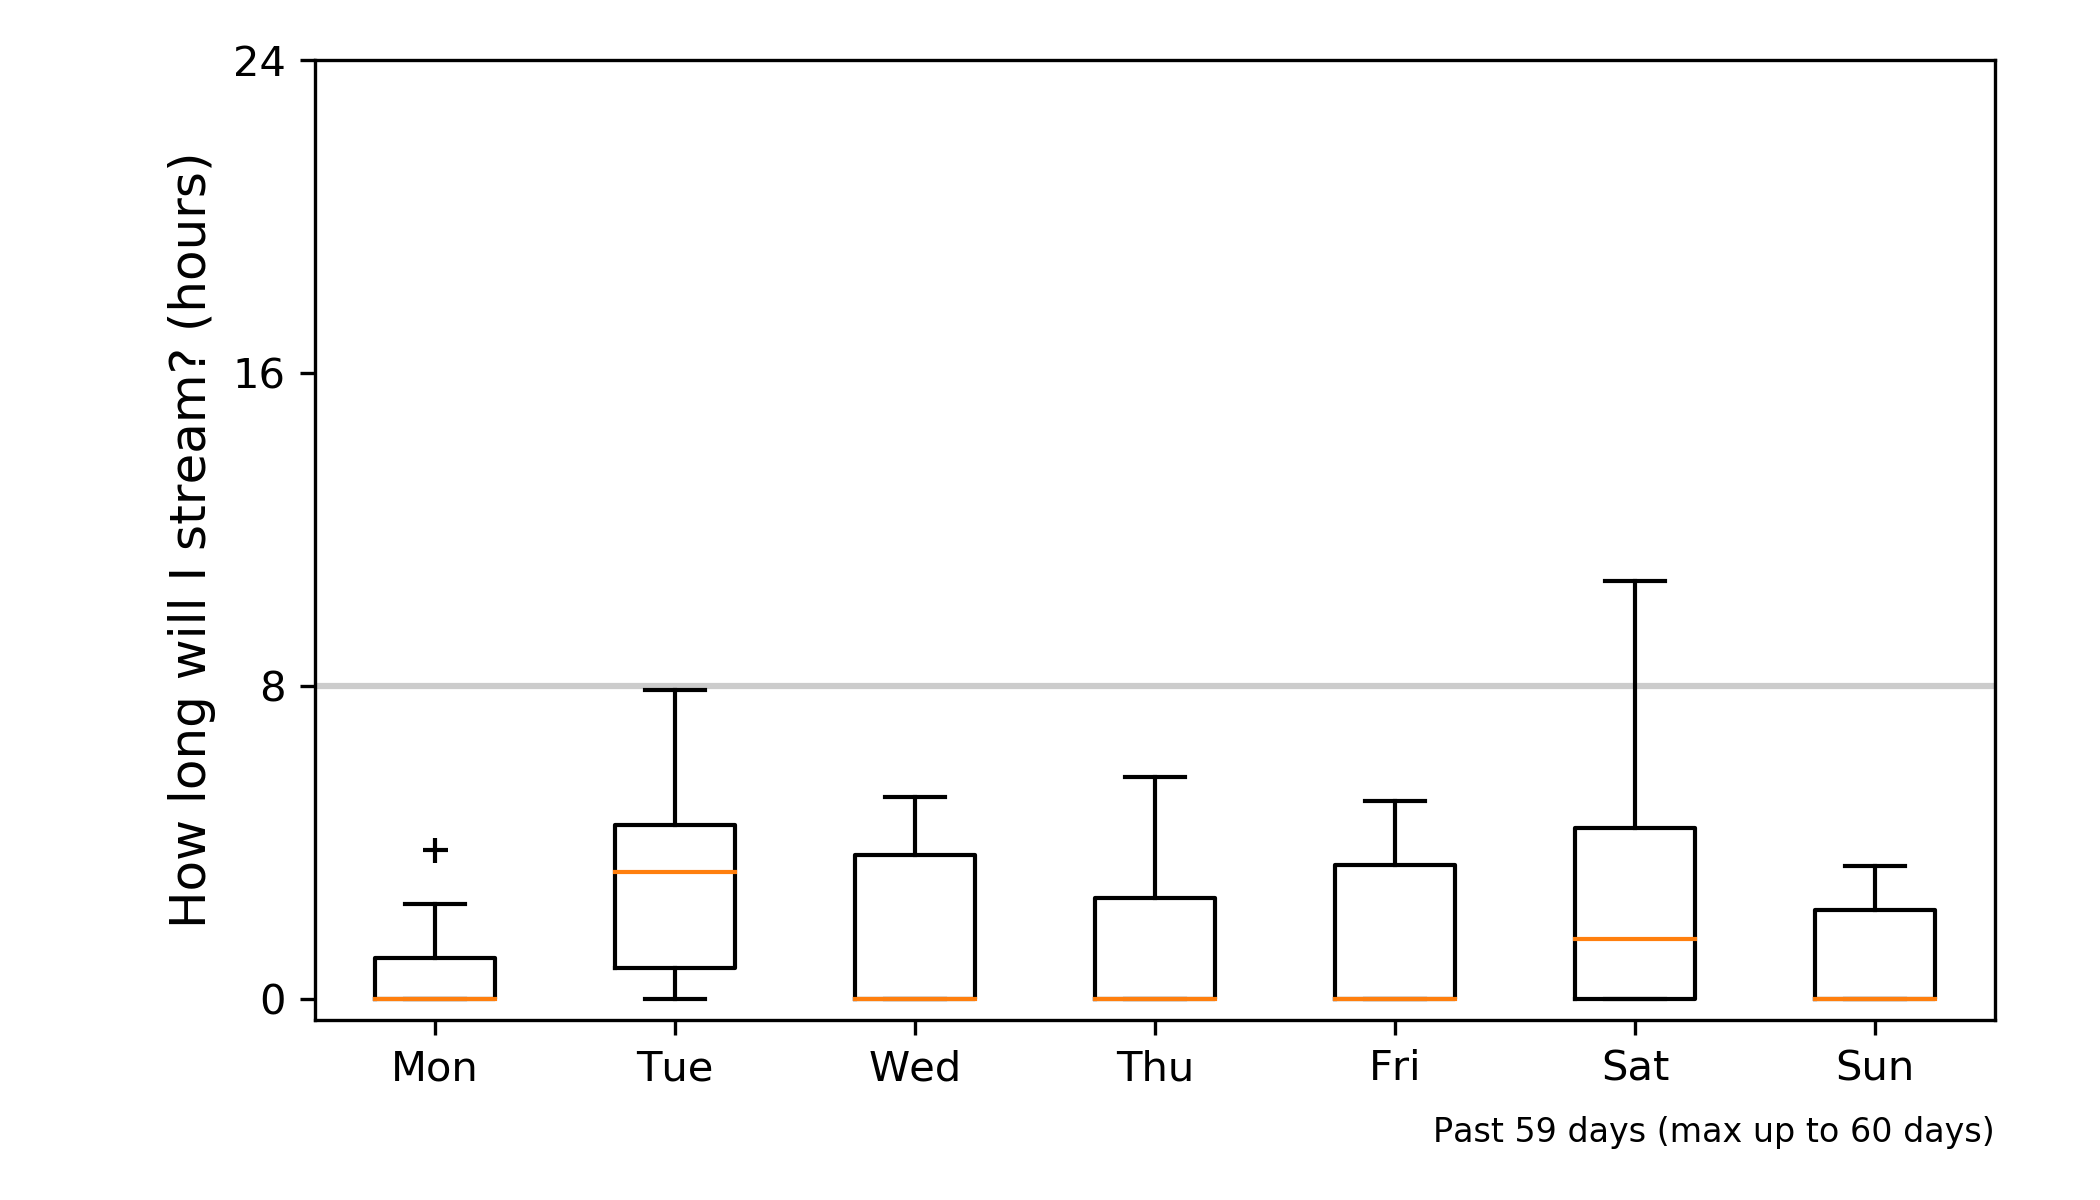 How long will I stream? (hours)
24
16
8
0
Mon Tue Wed Thu Fri Sat Sun
Past 59 days (max up to 60 days)